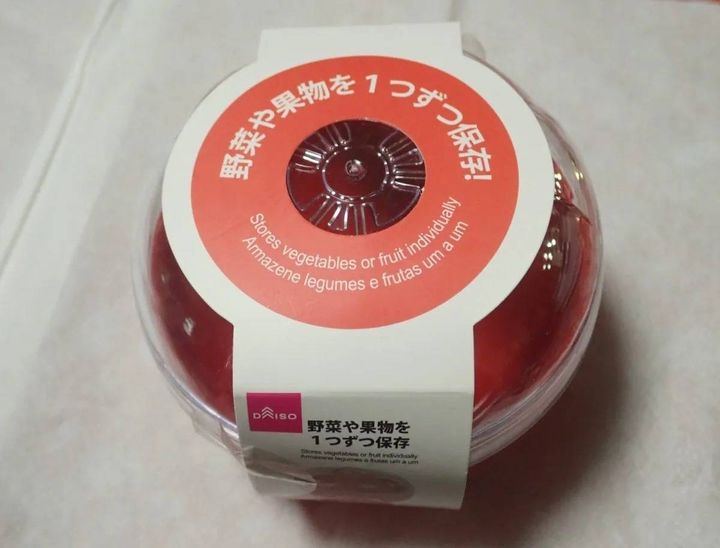 野菜や果物を１つずつ保存!
Stores vegetables or fruit individually
Armazene legumes e frutas um a um
DAISO
野菜や果物を
１つずつ保存
Stores vegetables or fruit individually
Armazene legumes e frutas um a um